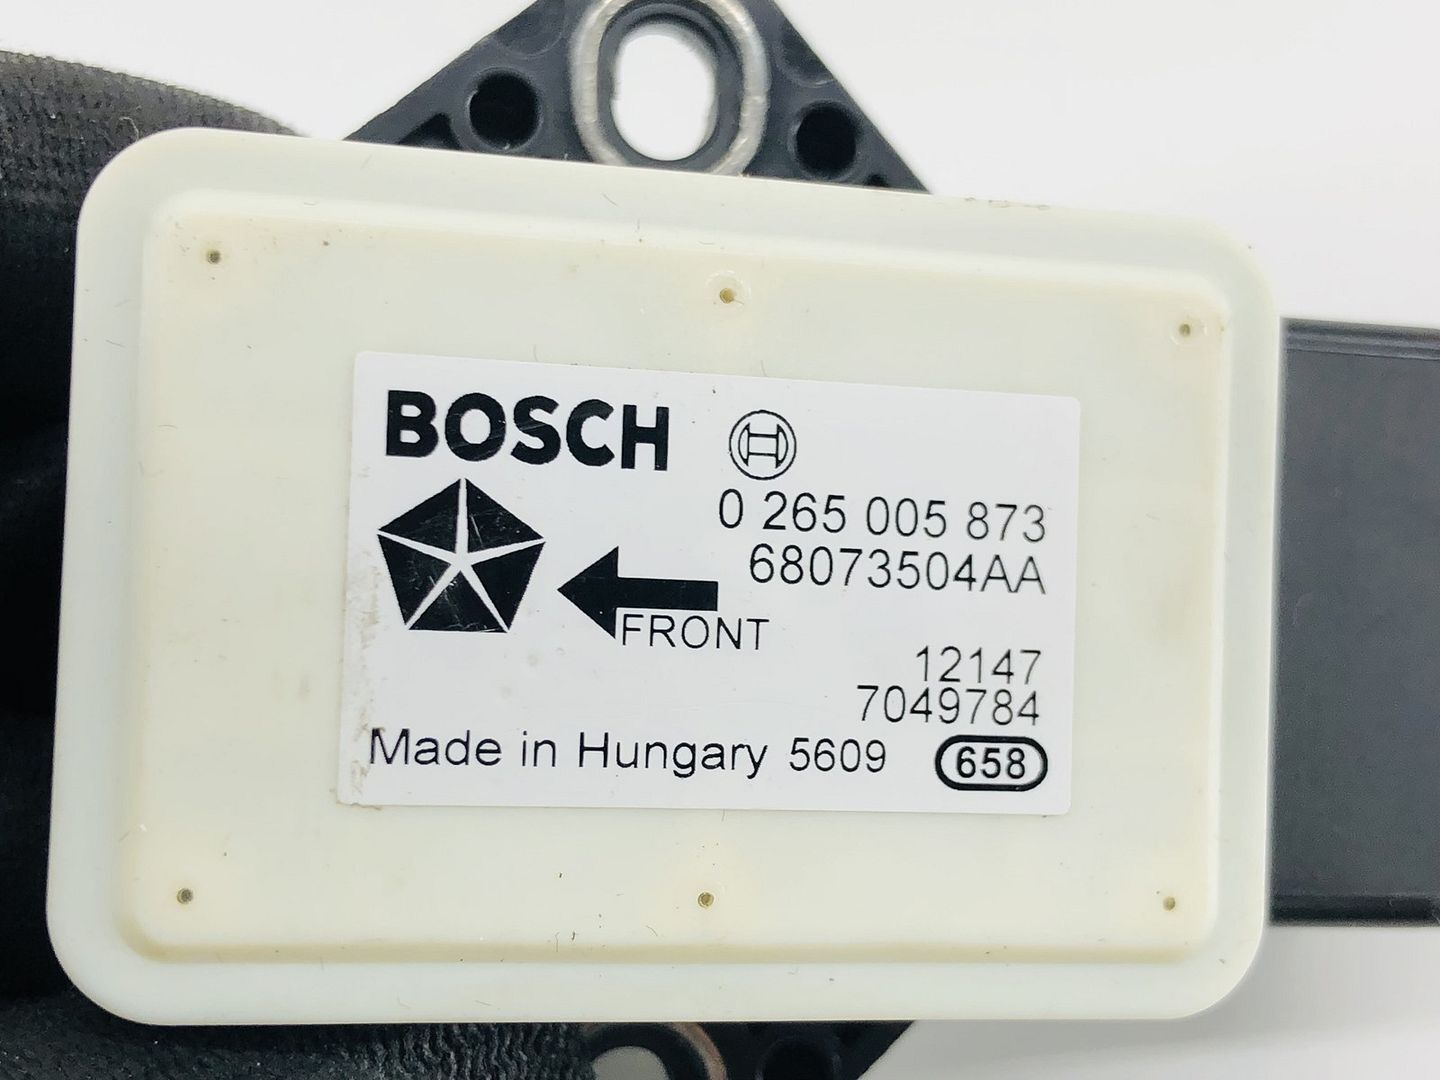 BOSCH
0 265 005 873
68073504AA
FRONT
12147
7049784
Made in Hungary 5609 658